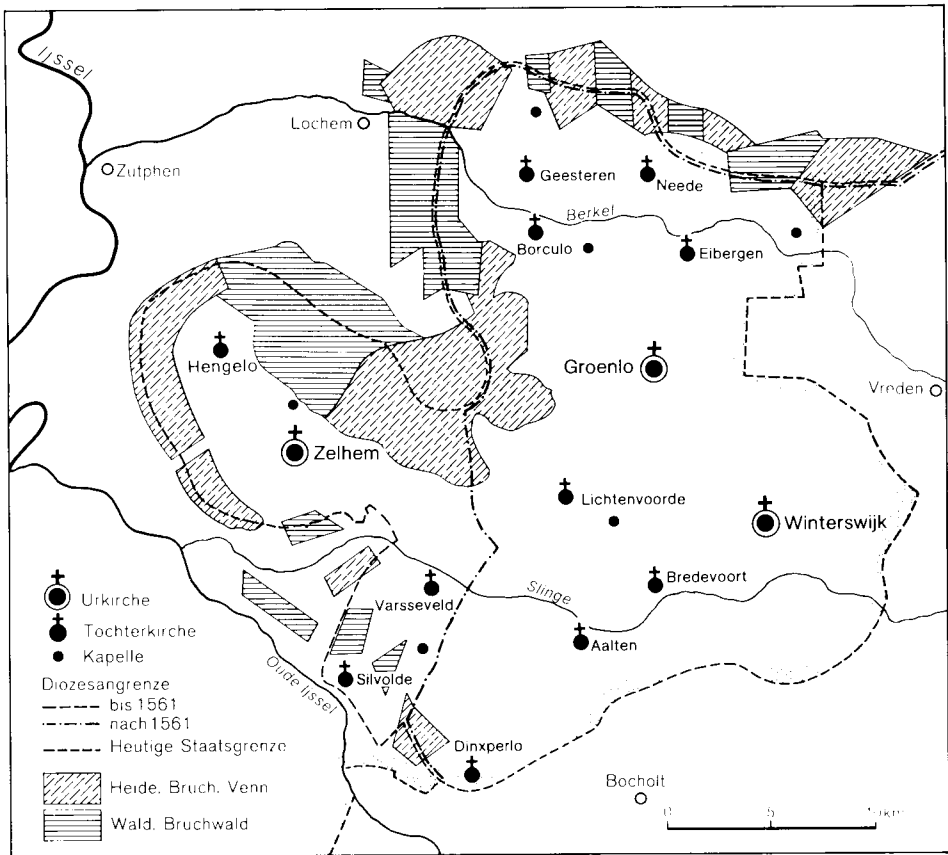 Ijssel
Lochem
Zutphen
Geesteren
Neede
Berkel
Borculo
Eibergen
Hengelo
Groenlo
Vreden
Zelhem
Lichtenvoorde
Winterswijk
Bredevoort
Varsseveld
Slinge
Aalten
Silvolde
Oude Ijssel
Dinxperlo
Bocholt
Urkirche
Tochterkirche
Kapelle
Diozesangrenze
bis 1561
nach 1561
Heutige Staatsgrenze
Heide. Bruch. Venn
Wald. Bruchwald
0 5 10km